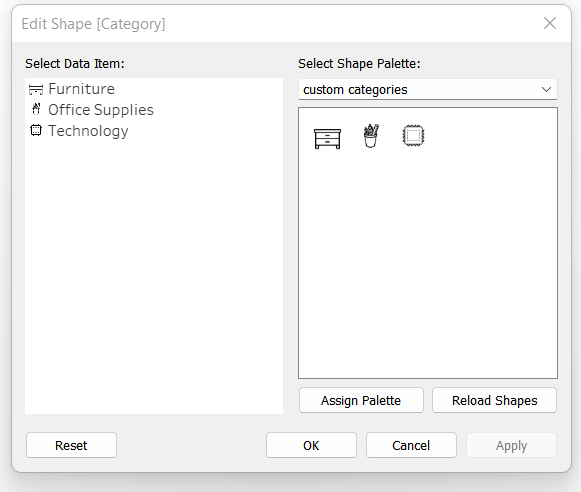 Edit Shape [Category]
Select Data Item:
Furniture
Office Supplies
Technology
Select Shape Palette:
custom categories
Assign Palette
Reload Shapes
Reset
OK
Cancel
Apply